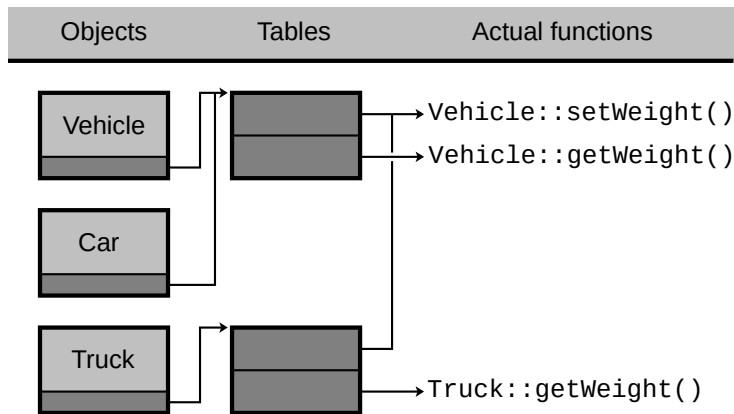 Objects Tables Actual functions
Vehicle
Vehicle::setWeight()
Vehicle::getWeight()
Car
Truck
Truck::getWeight()